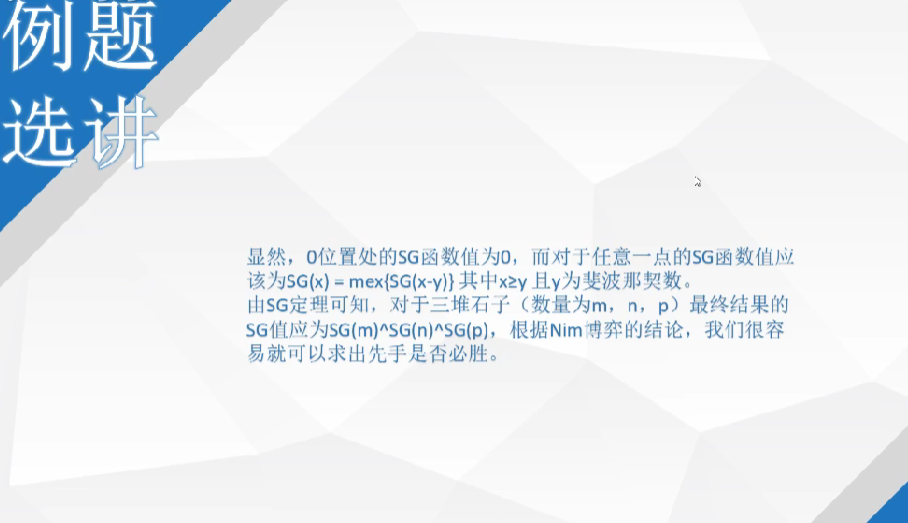 例题
选讲
显然，0位置处的SG函数值为0，而对于任意一点的SG函数值应
该为SG(x) = mex{SG(x-y)} 其中x≥y 且y为斐波那契数。
由SG定理可知，对于三堆石子（数量为m，n，p）最终结果的
SG值应为SG(m)^SG(n)^SG(p)，根据Nim博弈的结论，我们很容
易就可以求出先手是否必胜。